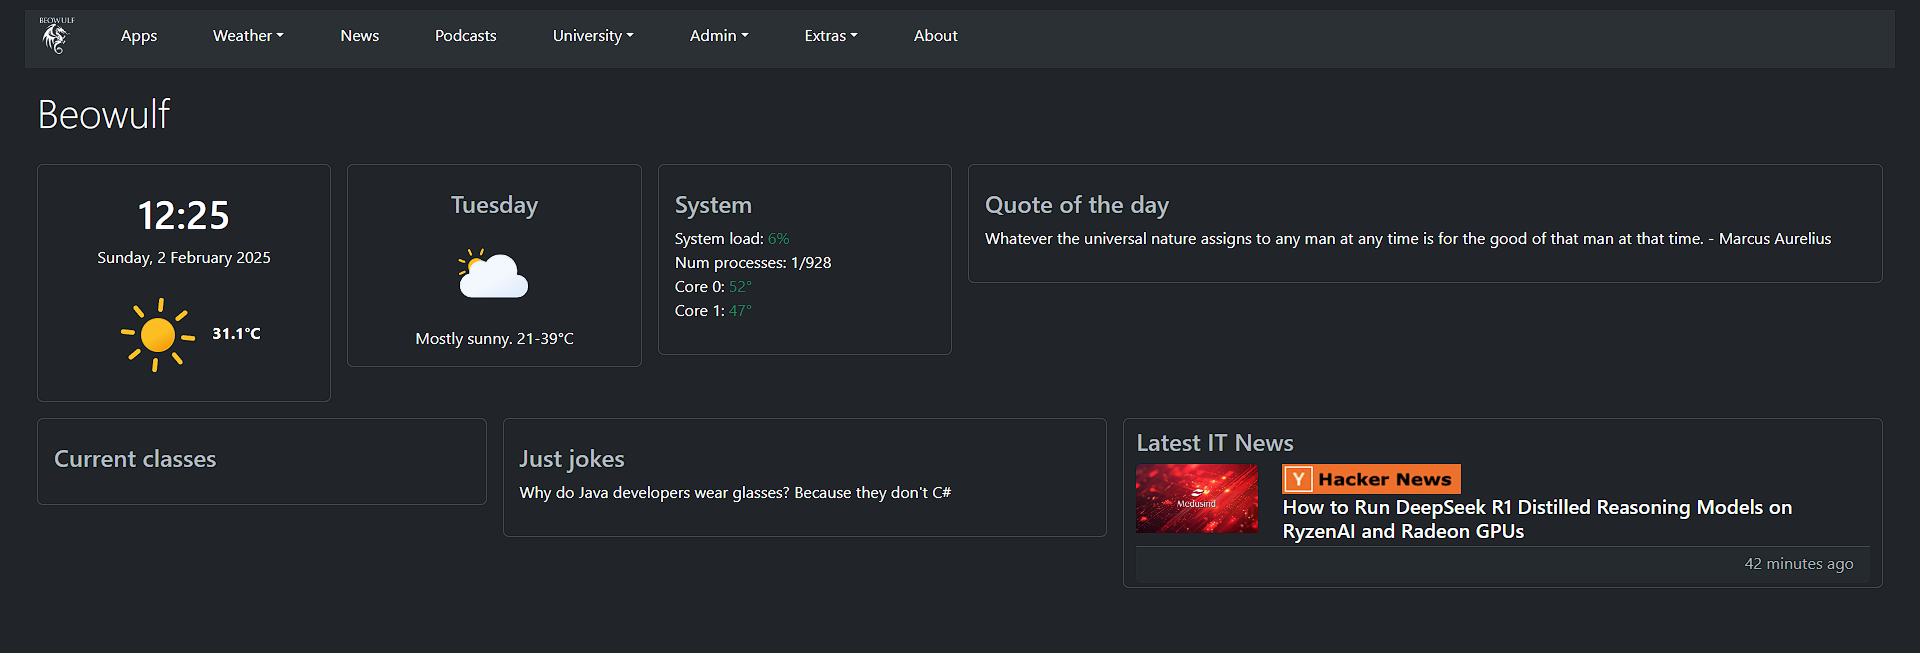 BEOWULF
Apps Weather News Podcasts University Admin Extras About
Beowulf
12:25
Sunday, 2 February 2025
31.1°C
Tuesday
Mostly sunny. 21-39°C
System
System load: 6%
Num processes: 1/928
Core 0: 52°
Core 1: 47°
Quote of the day
Whatever the universal nature assigns to any man at any time is for the good of that man at that time. - Marcus Aurelius
Current classes
Just jokes
Why do Java developers wear glasses? Because they don't C#
Latest IT News
Medusind
Y Hacker News
How to Run DeepSeek R1 Distilled Reasoning Models on
RyzenAI and Radeon GPUs
42 minutes ago